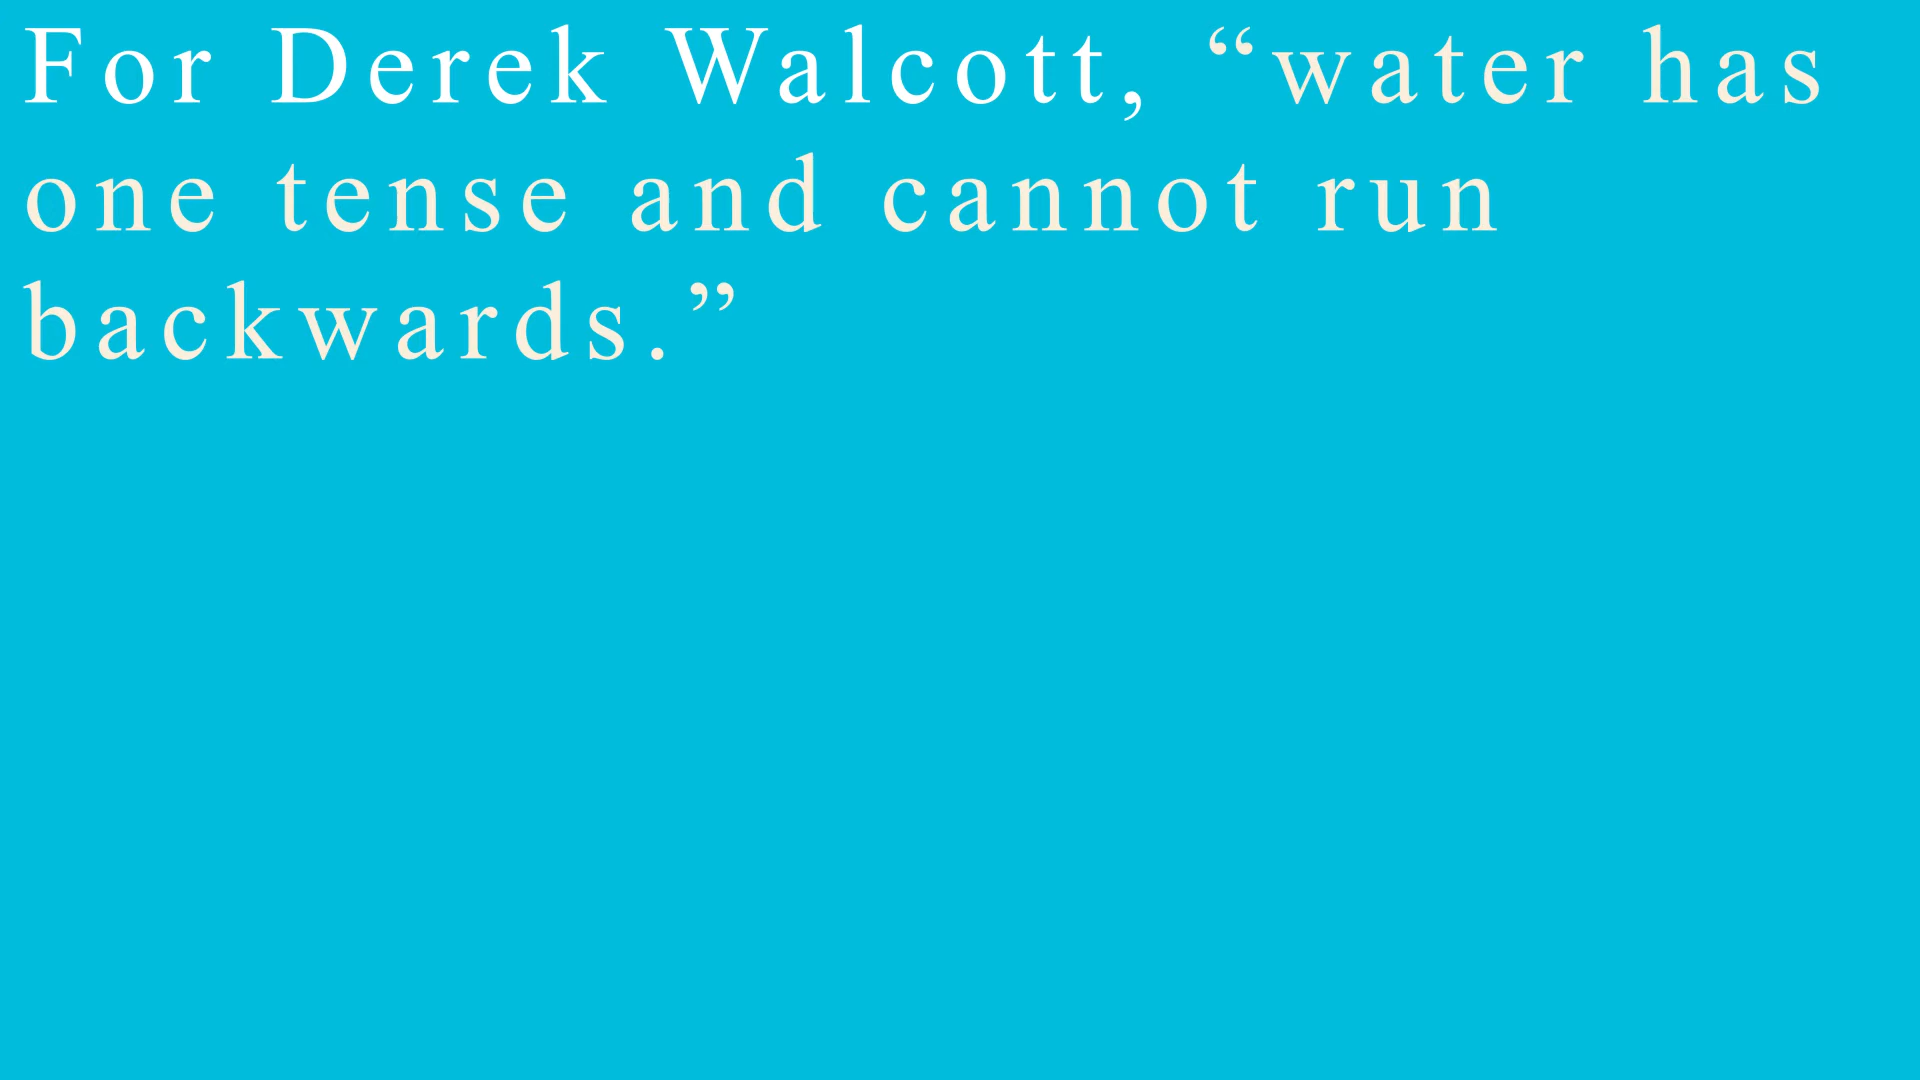 For Derek Walcott, “water has
one tense and cannot run
backwards.”